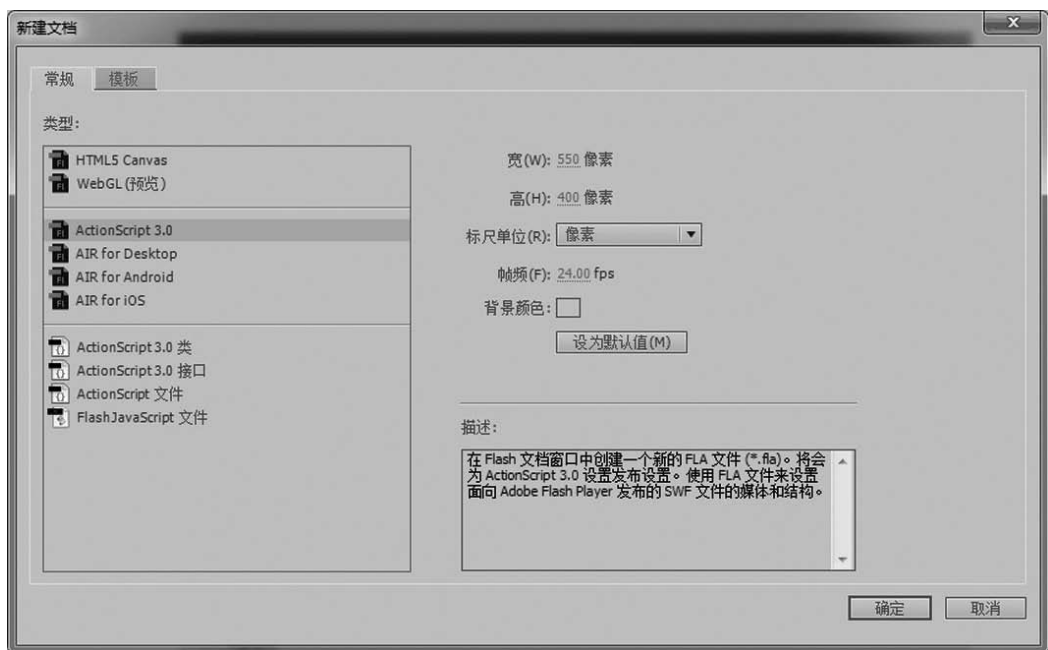 新建文档
常规 模板
类型:
HTML5 Canvas
WebGL(预览)
ActionScript 3.0
AIR for Desktop
AIR for Android
AIR for iOS
ActionScript 3.0 类
ActionScript 3.0 接口
ActionScript 文件
FlashJavaScript 文件
宽(W): 550 像素
高(H): 400 像素
标尺单位(R): 像素
帧频(F): 24.00 fps
背景颜色:
设为默认值(M)
描述:
在 Flash 文档窗口中创建一个新的 FLA 文件 (*.fla)。将会
为 ActionScript 3.0 设置发布设置。使用 FLA 文件来设置
面向 Adobe Flash Player 发布的 SWF 文件的媒体和结构。
确定 取消